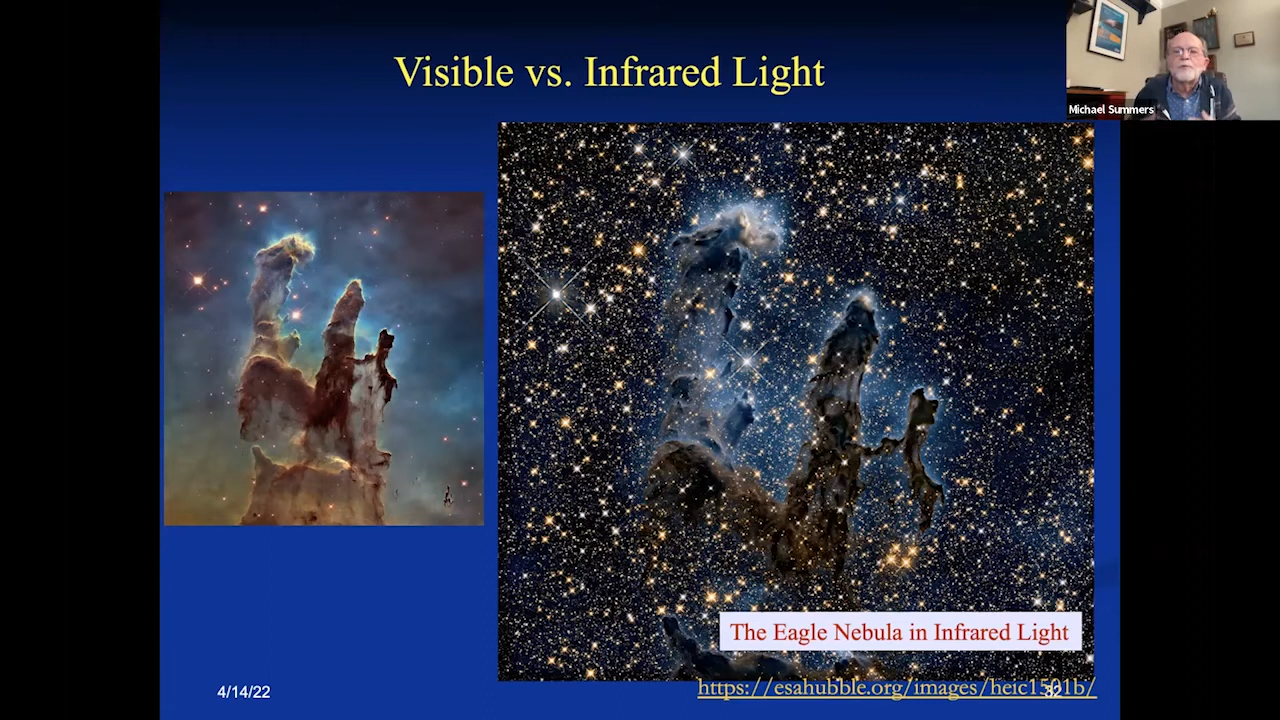 Visible vs. Infrared Light
Michael Summers
The Eagle Nebula in Infrared Light
4/14/22
https://esahubble.org/images/heic1501b/
32